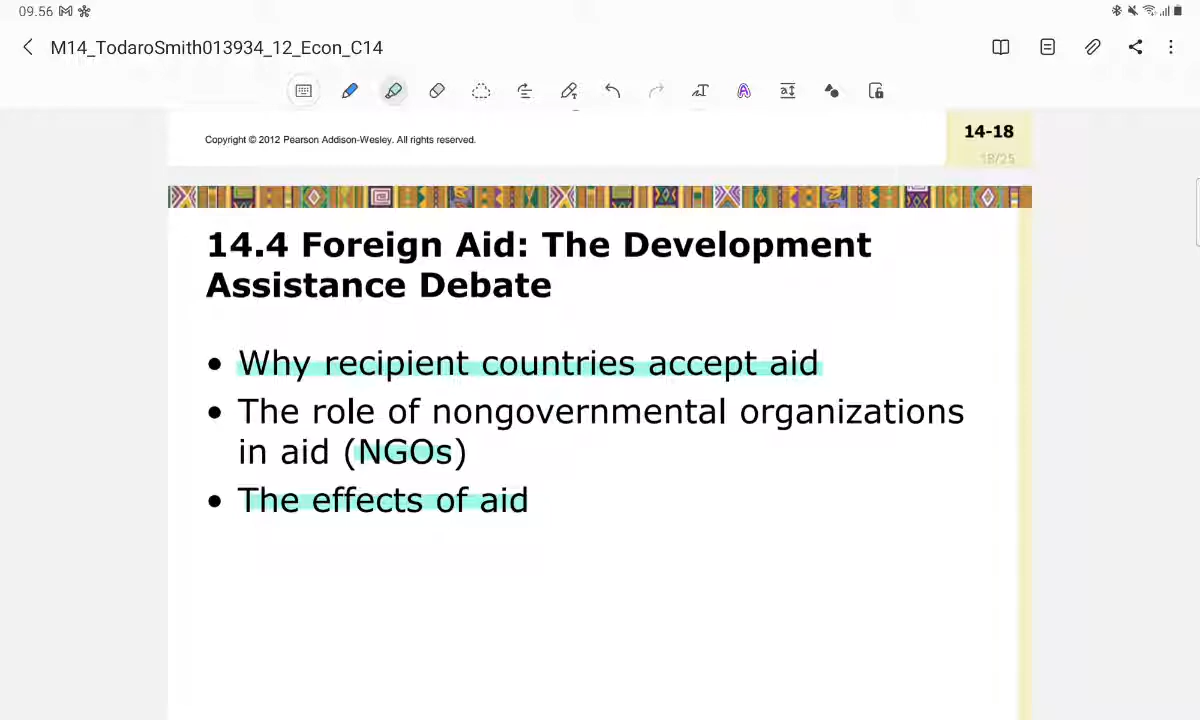 09.56
M14_TodaroSmith013934_12_Econ_C14
Copyright © 2012 Pearson Addison-Wesley. All rights reserved.
14-18
18/25
14.4 Foreign Aid: The Development
Assistance Debate
• Why recipient countries accept aid
• The role of nongovernmental organizations
in aid (NGOs)
• The effects of aid